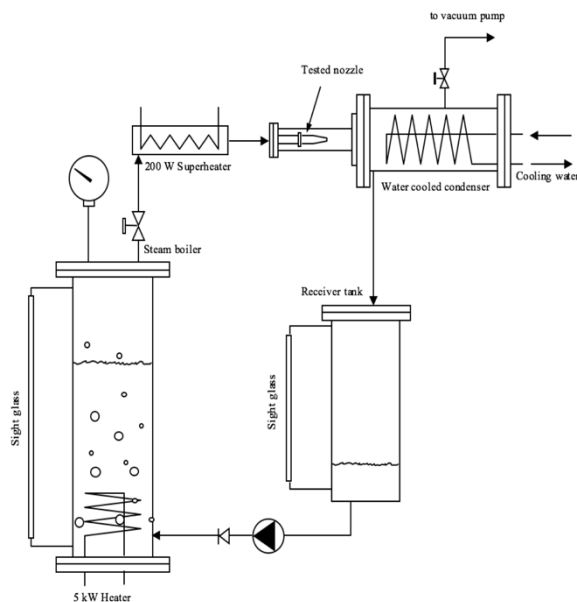 to vacuum pump
Tested nozzle
200 W Superheater
Cooling water
Water cooled condenser
Steam boiler
Receiver tank
Sight glass
Sight glass
5 kW Heater